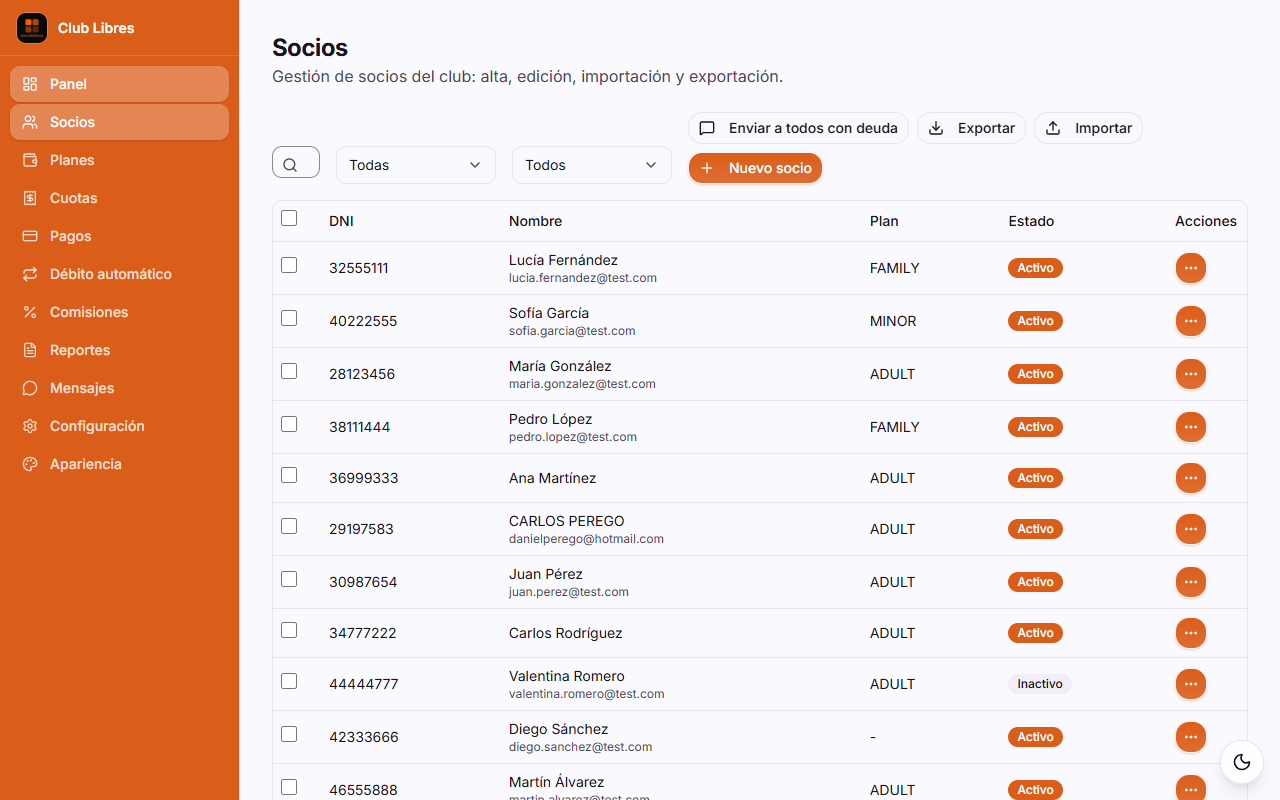 Club Libres
Panel
Socios
Planes
Cuotas
Pagos
Débito automático
Comisiones
Reportes
Mensajes
Configuración
Apariencia
Socios
Gestión de socios del club: alta, edición, importación y exportación.
Enviar a todos con deuda
Exportar
Importar
Todas
Todos
Nuevo socio
DNI Nombre Plan Estado Acciones
32555111 Lucía Fernández FAMILY Activo
lucia.fernandez@test.com
40222555 Sofía García MINOR Activo
sofia.garcia@test.com
28123456 María González ADULT Activo
maria.gonzalez@test.com
38111444 Pedro López FAMILY Activo
pedro.lopez@test.com
36999333 Ana Martínez ADULT Activo
29197583 CARLOS PEREGO ADULT Activo
danielperego@hotmail.com
30987654 Juan Pérez ADULT Activo
juan.perez@test.com
34777222 Carlos Rodríguez ADULT Activo
44444777 Valentina Romero ADULT Inactivo
valentina.romero@test.com
42333666 Diego Sánchez - Activo
diego.sanchez@test.com
46555888 Martín Álvarez ADULT Activo
martin.alvarez@test.com